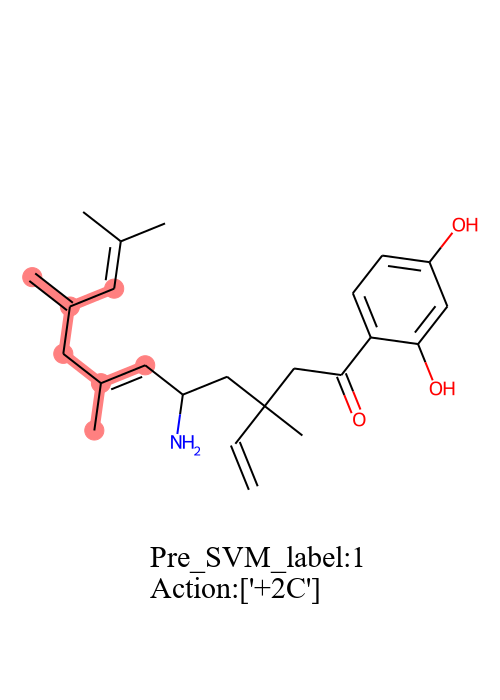 OH
OH
O
NH2
Pre_SVM_label:1
Action:['+2C']